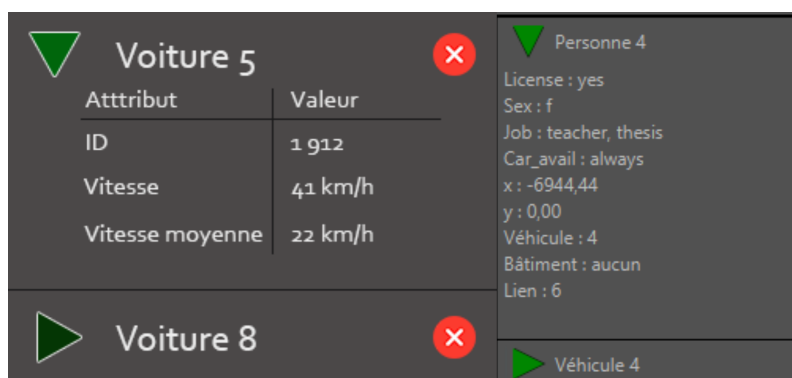 Voiture 5
Atttribut Valeur
ID 1 912
Vitesse 41 km/h
Vitesse moyenne 22 km/h
Voiture 8
Personne 4
License : yes
Sex : f
Job : teacher, thesis
Car_avail : always
x : -6944,44
y : 0,00
Véhicule : 4
Bâtiment : aucun
Lien : 6
Véhicule 4